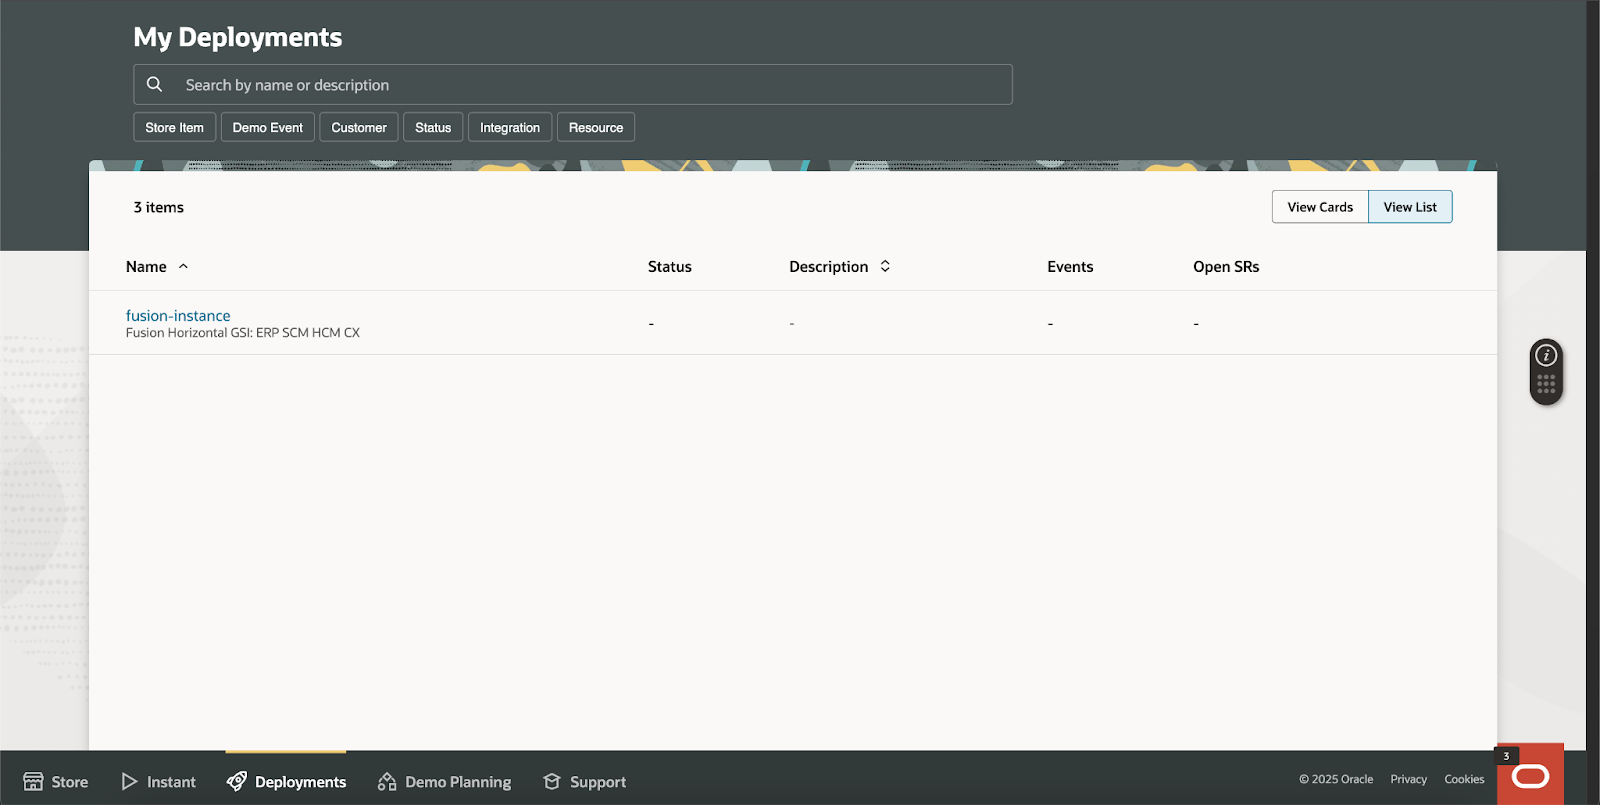 My Deployments
Search by name or description
Store Item Demo Event Customer Status Integration Resource
3 items
View Cards View List
Name Status Description Events Open SRs
fusion-instance
Fusion Horizontal GSI: ERP SCM HCM CX
- - - -
i
3
Store Instant Deployments Demo Planning Support © 2025 Oracle Privacy Cookies